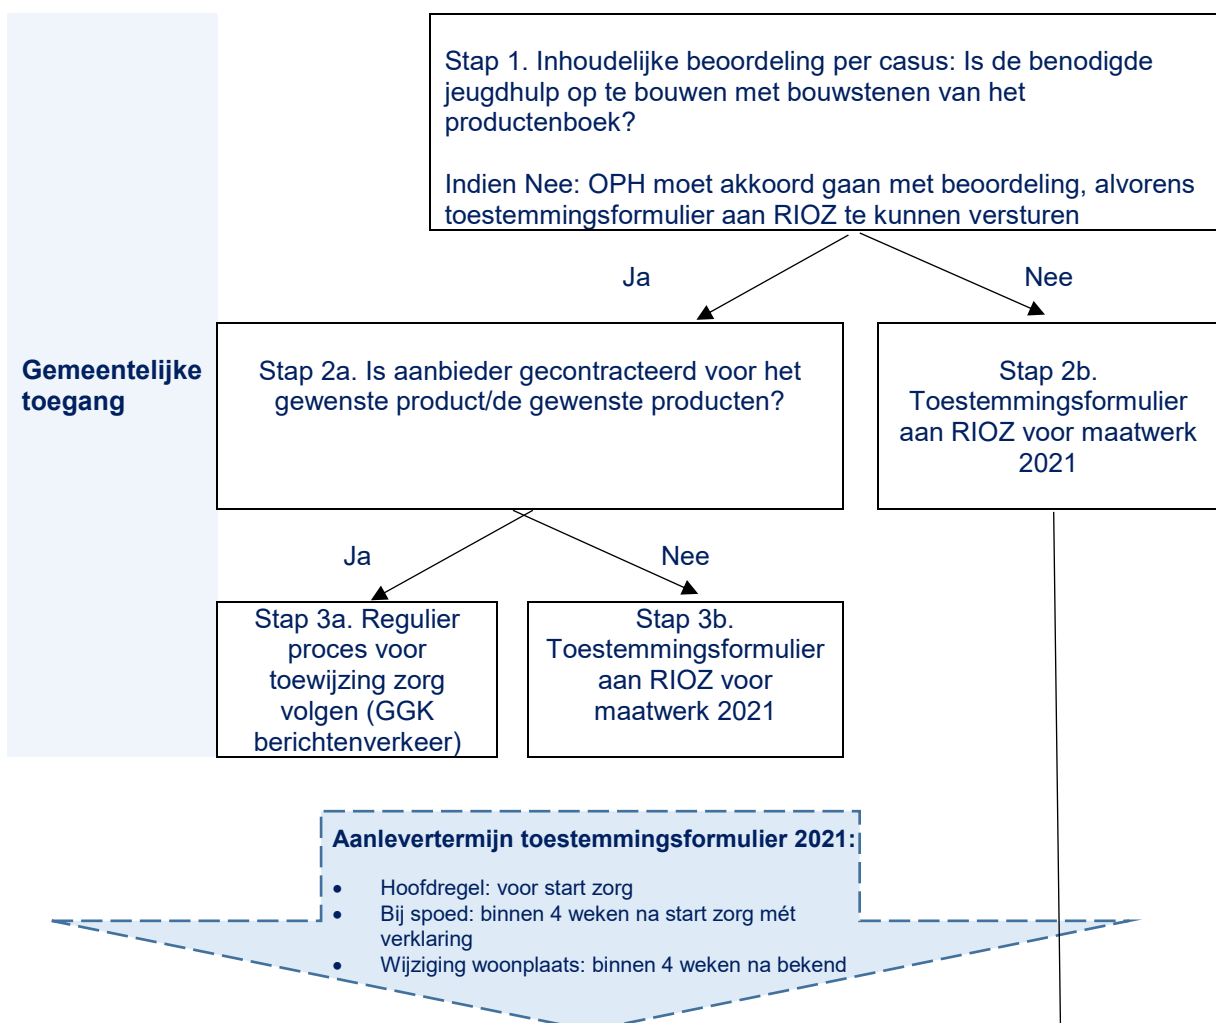 Stap 1. Inhoudelijke beoordeling per casus: Is de benodigde
jeugdhulp op te bouwen met bouwstenen van het
productenboek?
Indien Nee: OPH moet akkoord gaan met beoordeling, alvorens
toestemmingsformulier aan RIOZ te kunnen versturen
Ja
Nee
Gemeentelijke
toegang
Stap 2a. Is aanbieder gecontracteerd voor het
gewenste product/de gewenste producten?
Stap 2b.
Toestemmingsformulier
aan RIOZ voor maatwerk
2021
Ja
Nee
Stap 3a. Regulier
proces voor
toewijzing zorg
volgen (GGK
berichtenverkeer)
Stap 3b.
Toestemmingsformulier
aan RIOZ voor
maatwerk 2021
Aanlevertermijn toestemmingsformulier 2021:
• Hoofdregel: voor start zorg
• Bij spoed: binnen 4 weken na start zorg mét
verklaring
• Wijziging woonplaats: binnen 4 weken na bekend